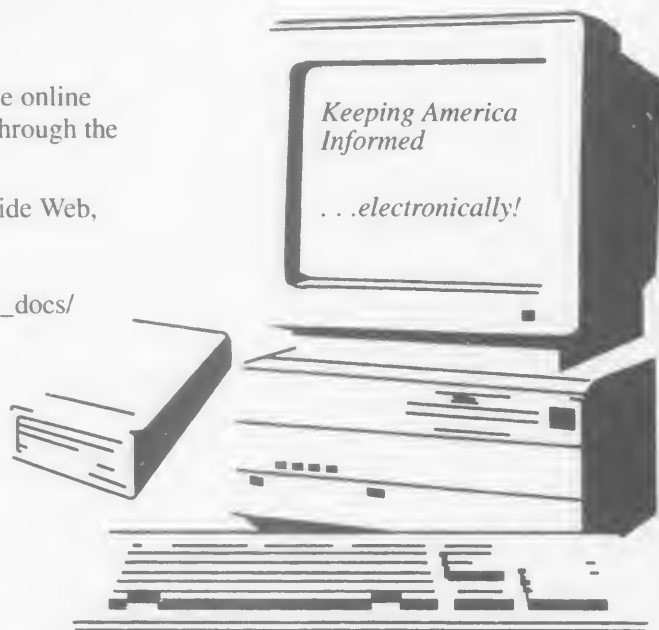 e online
hrough the
ide Web,
_docs/
Keeping America
Informed
. . .electronically!